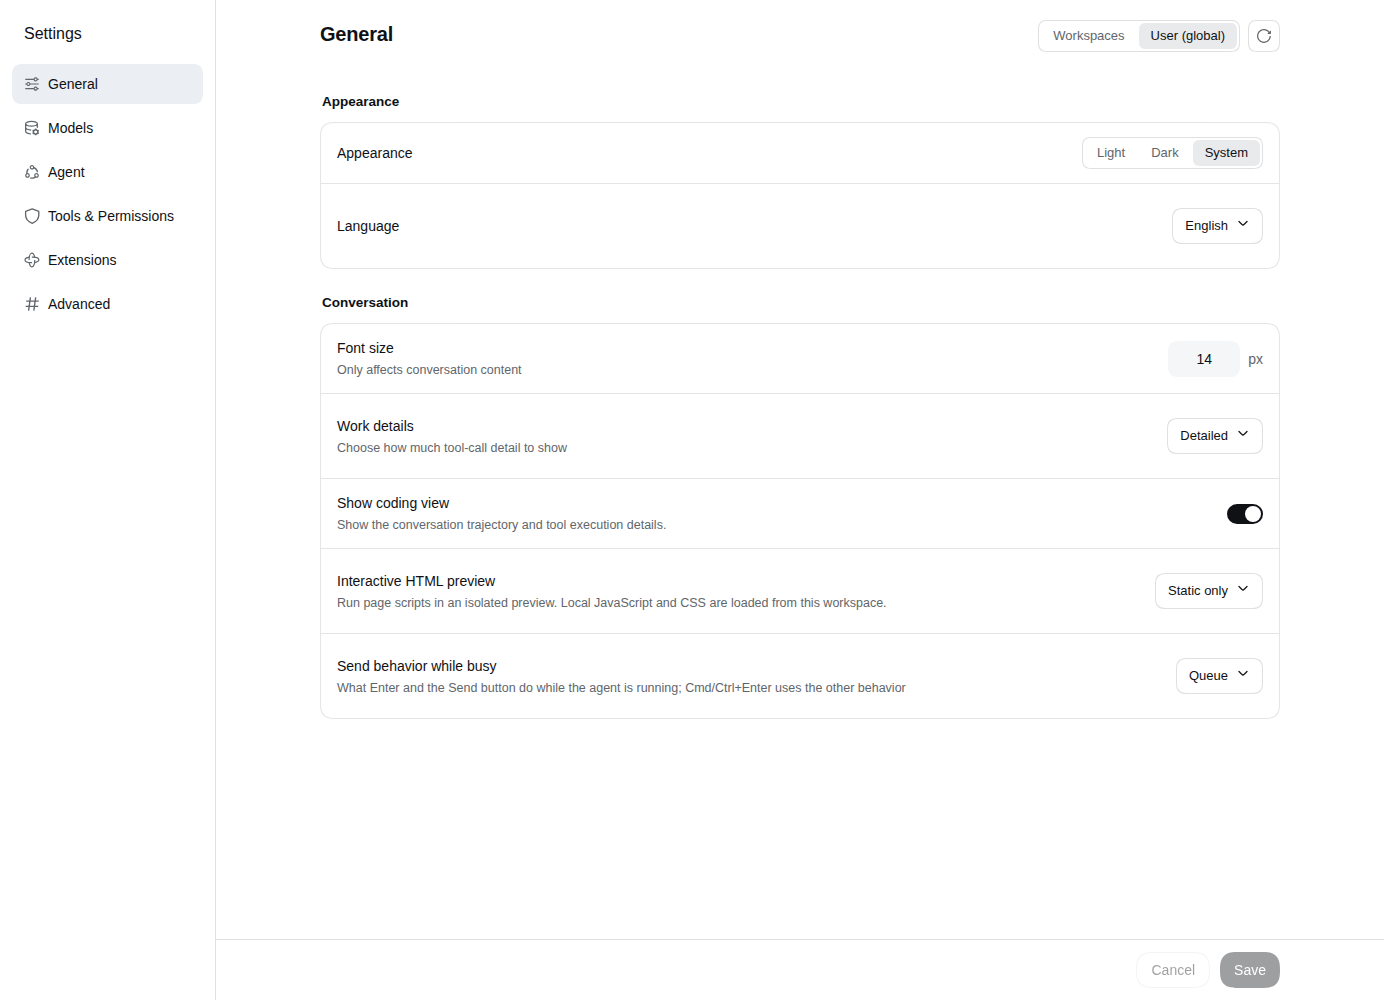 Settings
General
Models
Agent
Tools & Permissions
Extensions
Advanced
General
Workspaces
User (global)
Appearance
Appearance
Light
Dark
System
Language
English
Conversation
Font size
Only affects conversation content
14
px
Work details
Choose how much tool-call detail to show
Detailed
Show coding view
Show the conversation trajectory and tool execution details.
Interactive HTML preview
Run page scripts in an isolated preview. Local JavaScript and CSS are loaded from this workspace.
Static only
Send behavior while busy
What Enter and the Send button do while the agent is running; Cmd/Ctrl+Enter uses the other behavior
Queue
Cancel
Save